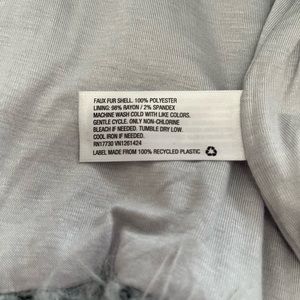 FAUX FUR SHELL. 100% POLYESTER
LINING: 98% RAYON / 2% SPANDEX
MACHINE WASH COLD WITH LIKE COLORS.
GENTLE CYCLE. ONLY NON-CHLORINE
BLEACH IF NEEDED. TUMBLE DRY LOW.
COOL IRON IF NEEDED.
RN17730 VN1261424
LABEL MADE FROM 100% RECYCLED PLASTIC